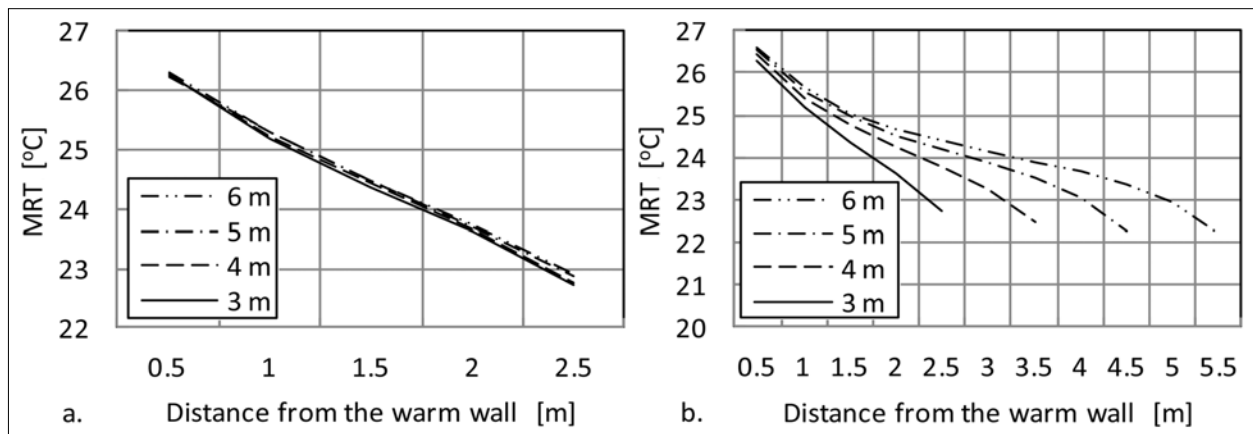 27
26
25
24
23
22
MRT [°C]
6 m
5 m
4 m
3 m
0.5 1 1.5 2 2.5
a. Distance from the warm wall [m]
27
26
25
24
23
22
21
20
MRT [°C]
6 m
5 m
4 m
3 m
0.5 1 1.5 2 2.5 3 3.5 4 4.5 5 5.5
b. Distance from the warm wall [m]